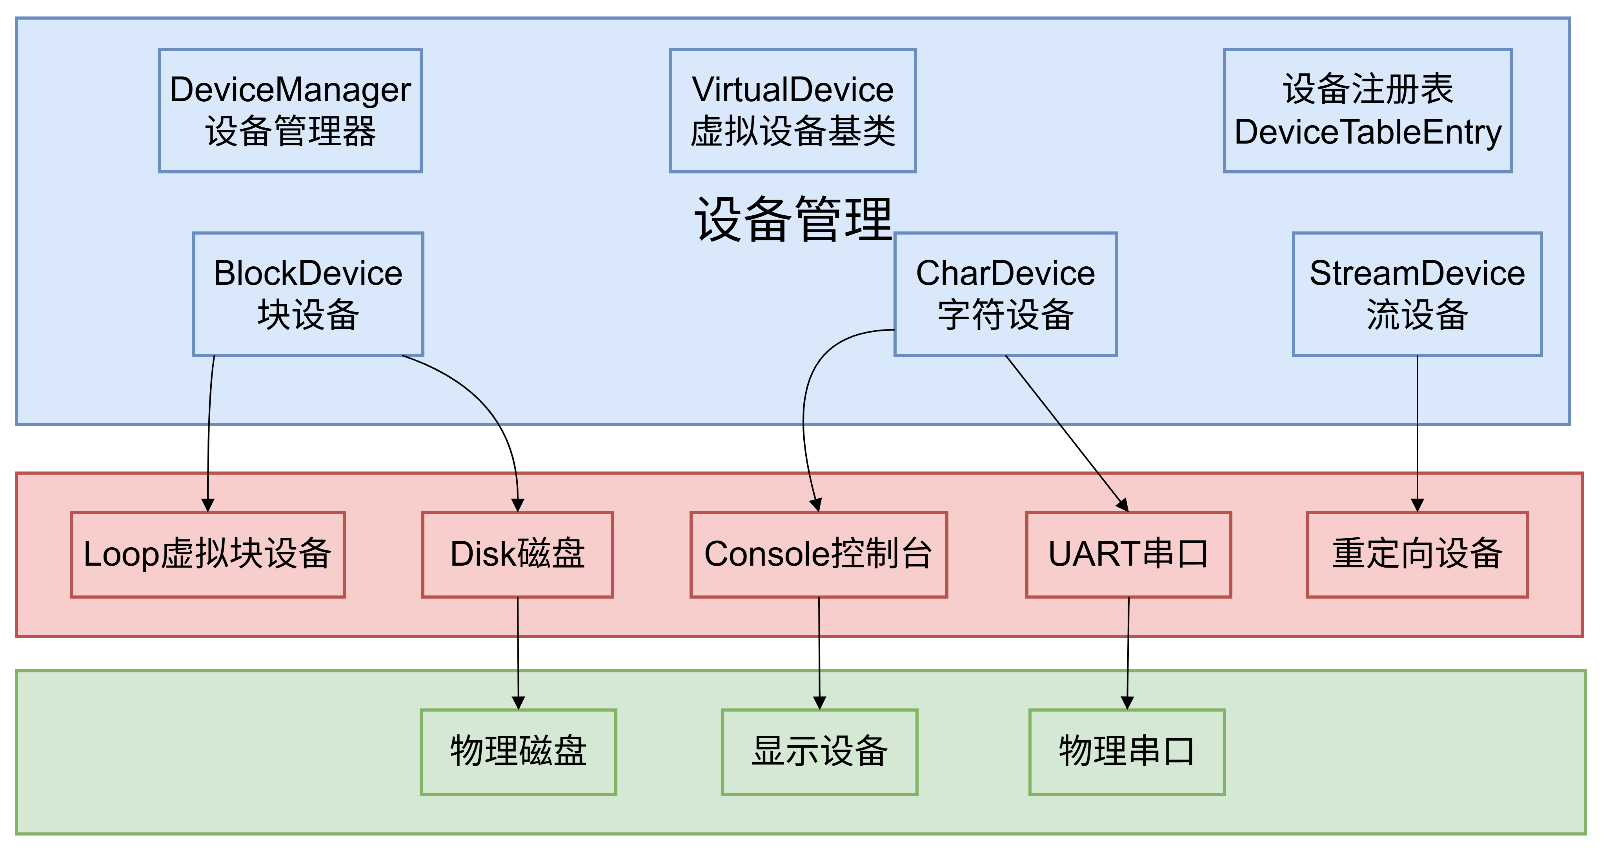 DeviceManager
设备管理器
VirtualDevice
虚拟设备基类
设备注册表
DeviceTableEntry
设备管理
BlockDevice
块设备
CharDevice
字符设备
StreamDevice
流设备
Loop虚拟块设备
Disk磁盘
Console控制台
UART串口
重定向设备
物理磁盘
显示设备
物理串口